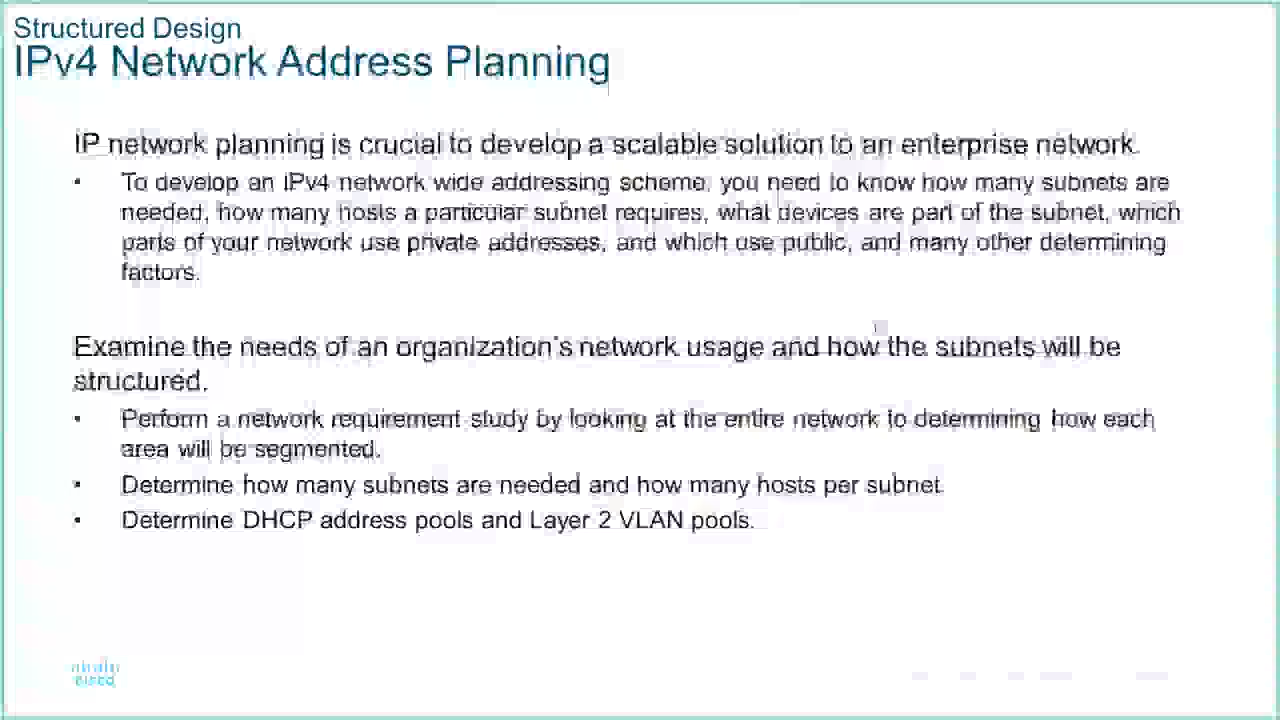 Structured Design
IPv4 Network Address Planning
IP network planning is crucial to develop a scalable solution to an enterprise network.
• To develop an IPv4 network wide addressing scheme, you need to know how many subnets are
needed, how many hosts a particular subnet requires, what devices are part of the subnet, which
parts of your network use private addresses, and which use public, and many other determining
factors.
Examine the needs of an organization's network usage and how the subnets will be
structured.
• Perform a network requirement study by looking at the entire network to determining how each
area will be segmented.
• Determine how many subnets are needed and how many hosts per subnet.
• Determine DHCP address pools and Layer 2 VLAN pools.
cisco